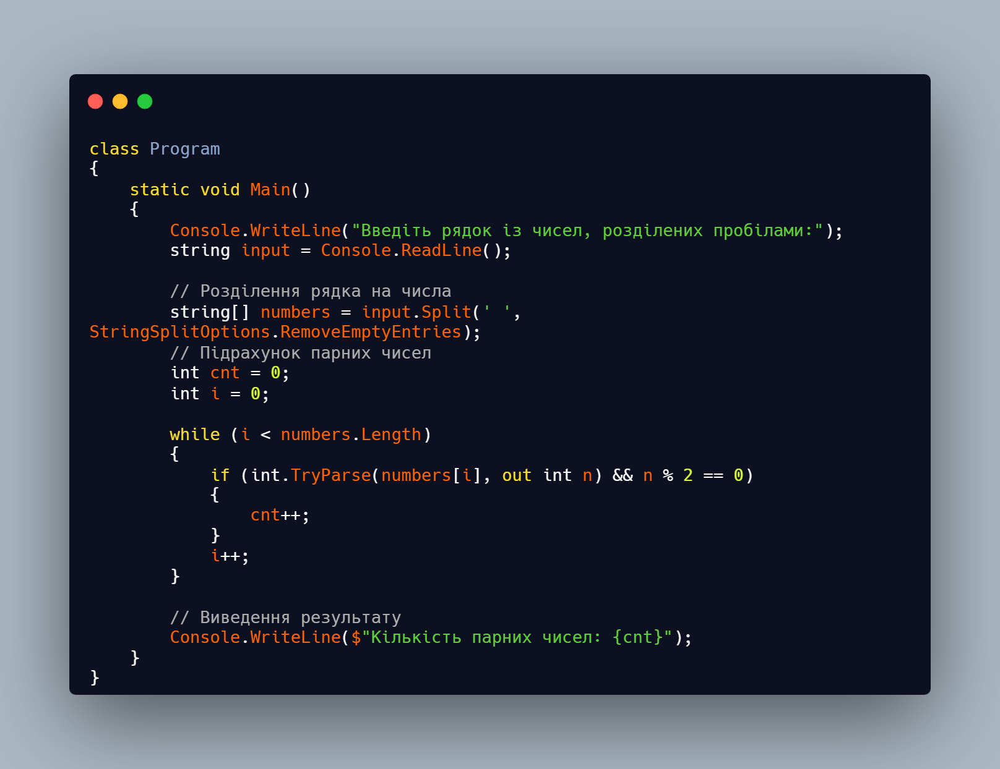 class Program
{
    static void Main()
    {
        Console.WriteLine("Введіть рядок із чисел, розділених пробілами:");
        string input = Console.ReadLine();

        // Розділення рядка на числа
        string[] numbers = input.Split(' ',
StringSplitOptions.RemoveEmptyEntries);
        // Підрахунок парних чисел
        int cnt = 0;
        int i = 0;

        while (i < numbers.Length)
        {
            if (int.TryParse(numbers[i], out int n) && n % 2 == 0)
            {
                cnt++;
            }
            i++;
        }

        // Виведення результату
        Console.WriteLine($"Кількість парних чисел: {cnt}");
    }
}